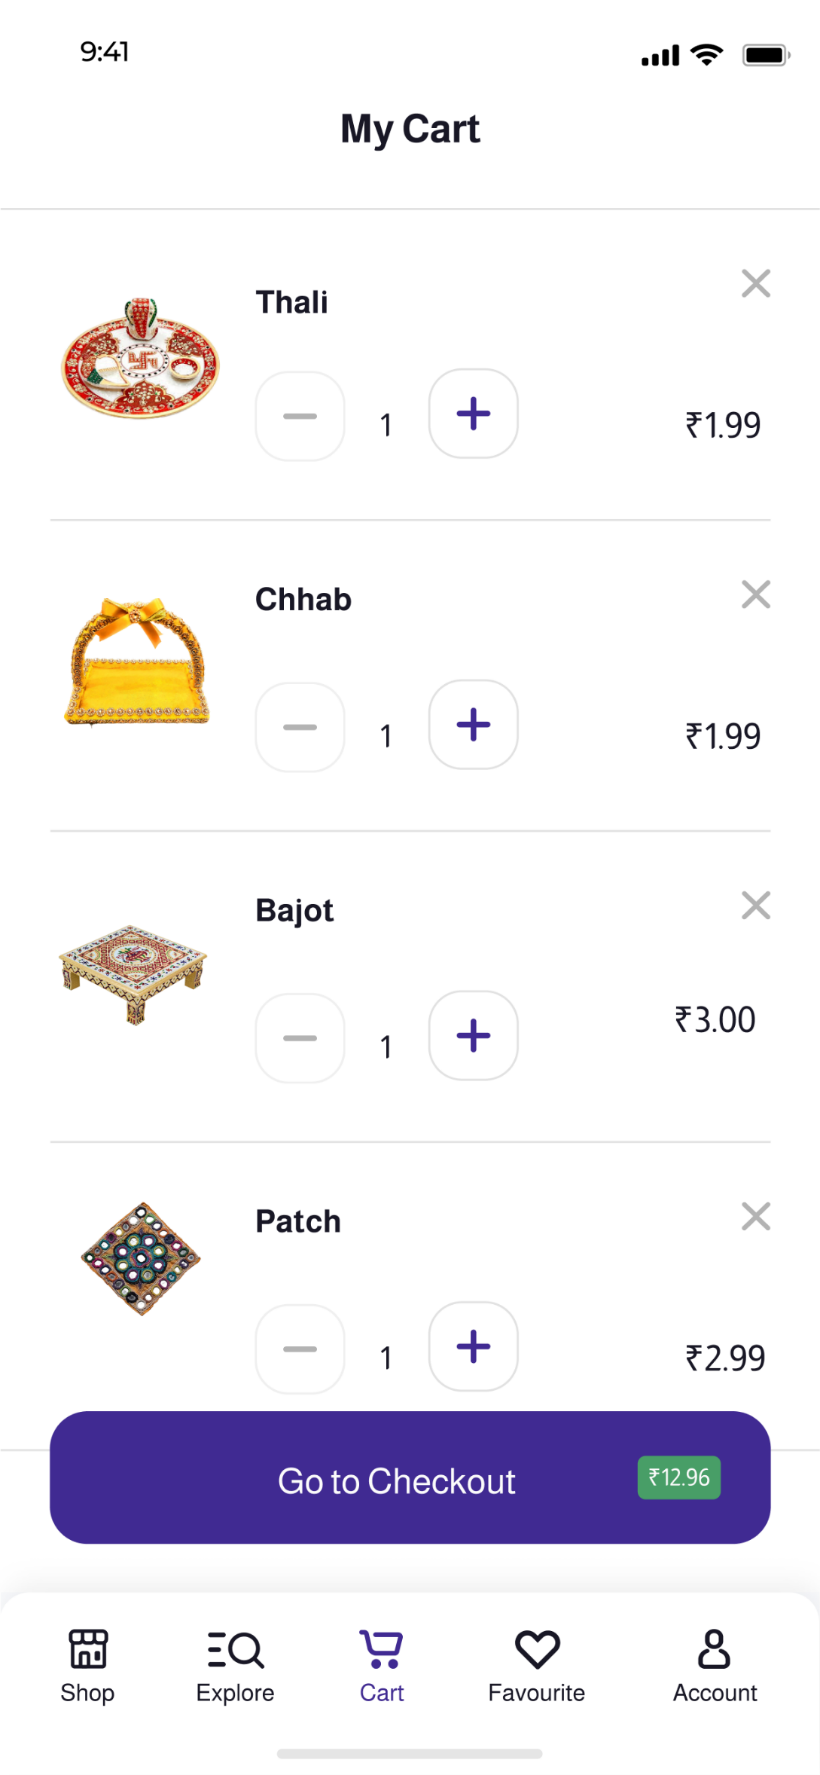 9:41
My Cart
Thali
1
₹1.99
Chhab
1
₹1.99
Bajot
1
₹3.00
Patch
1
₹2.99
Go to Checkout
₹12.96
Shop
Explore
Cart
Favourite
Account